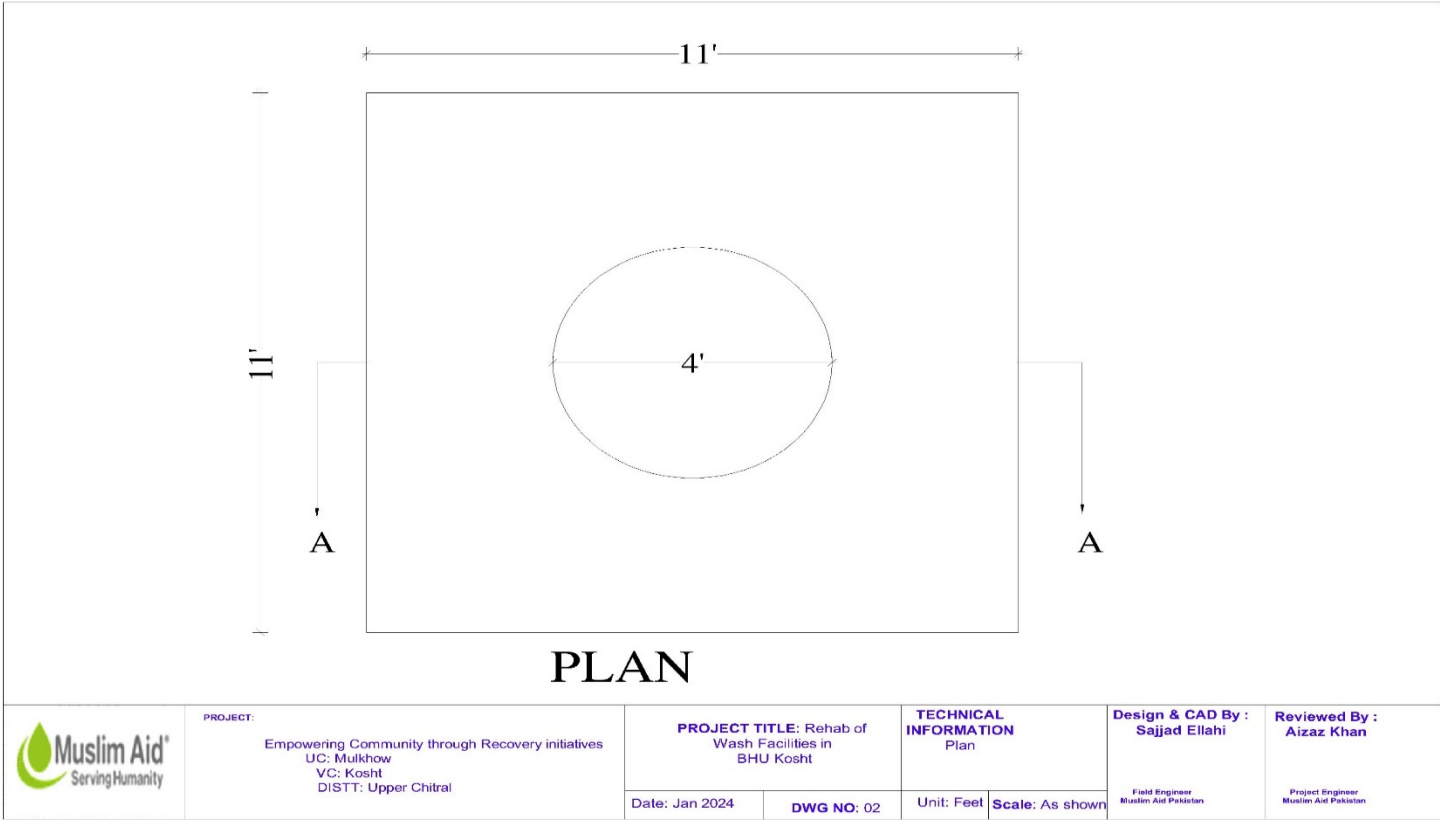 11'
11'
4'
A
A
PLAN
Muslim Aid®
Serving Humanity
PROJECT:
Empowering Community through Recovery initiatives
UC: Mulkhow
VC: Kosht
DISTT: Upper Chitral
PROJECT TITLE: Rehab of
Wash Facilities in
BHU Kosht
Date: Jan 2024
DWG NO: 02
TECHNICAL
INFORMATION
Plan
Unit: Feet
Scale: As shown
Design & CAD By :
Sajjad Ellahi
Field Engineer
Muslim Aid Pakistan
Reviewed By :
Aizaz Khan
Project Engineer
Muslim Aid Pakistan